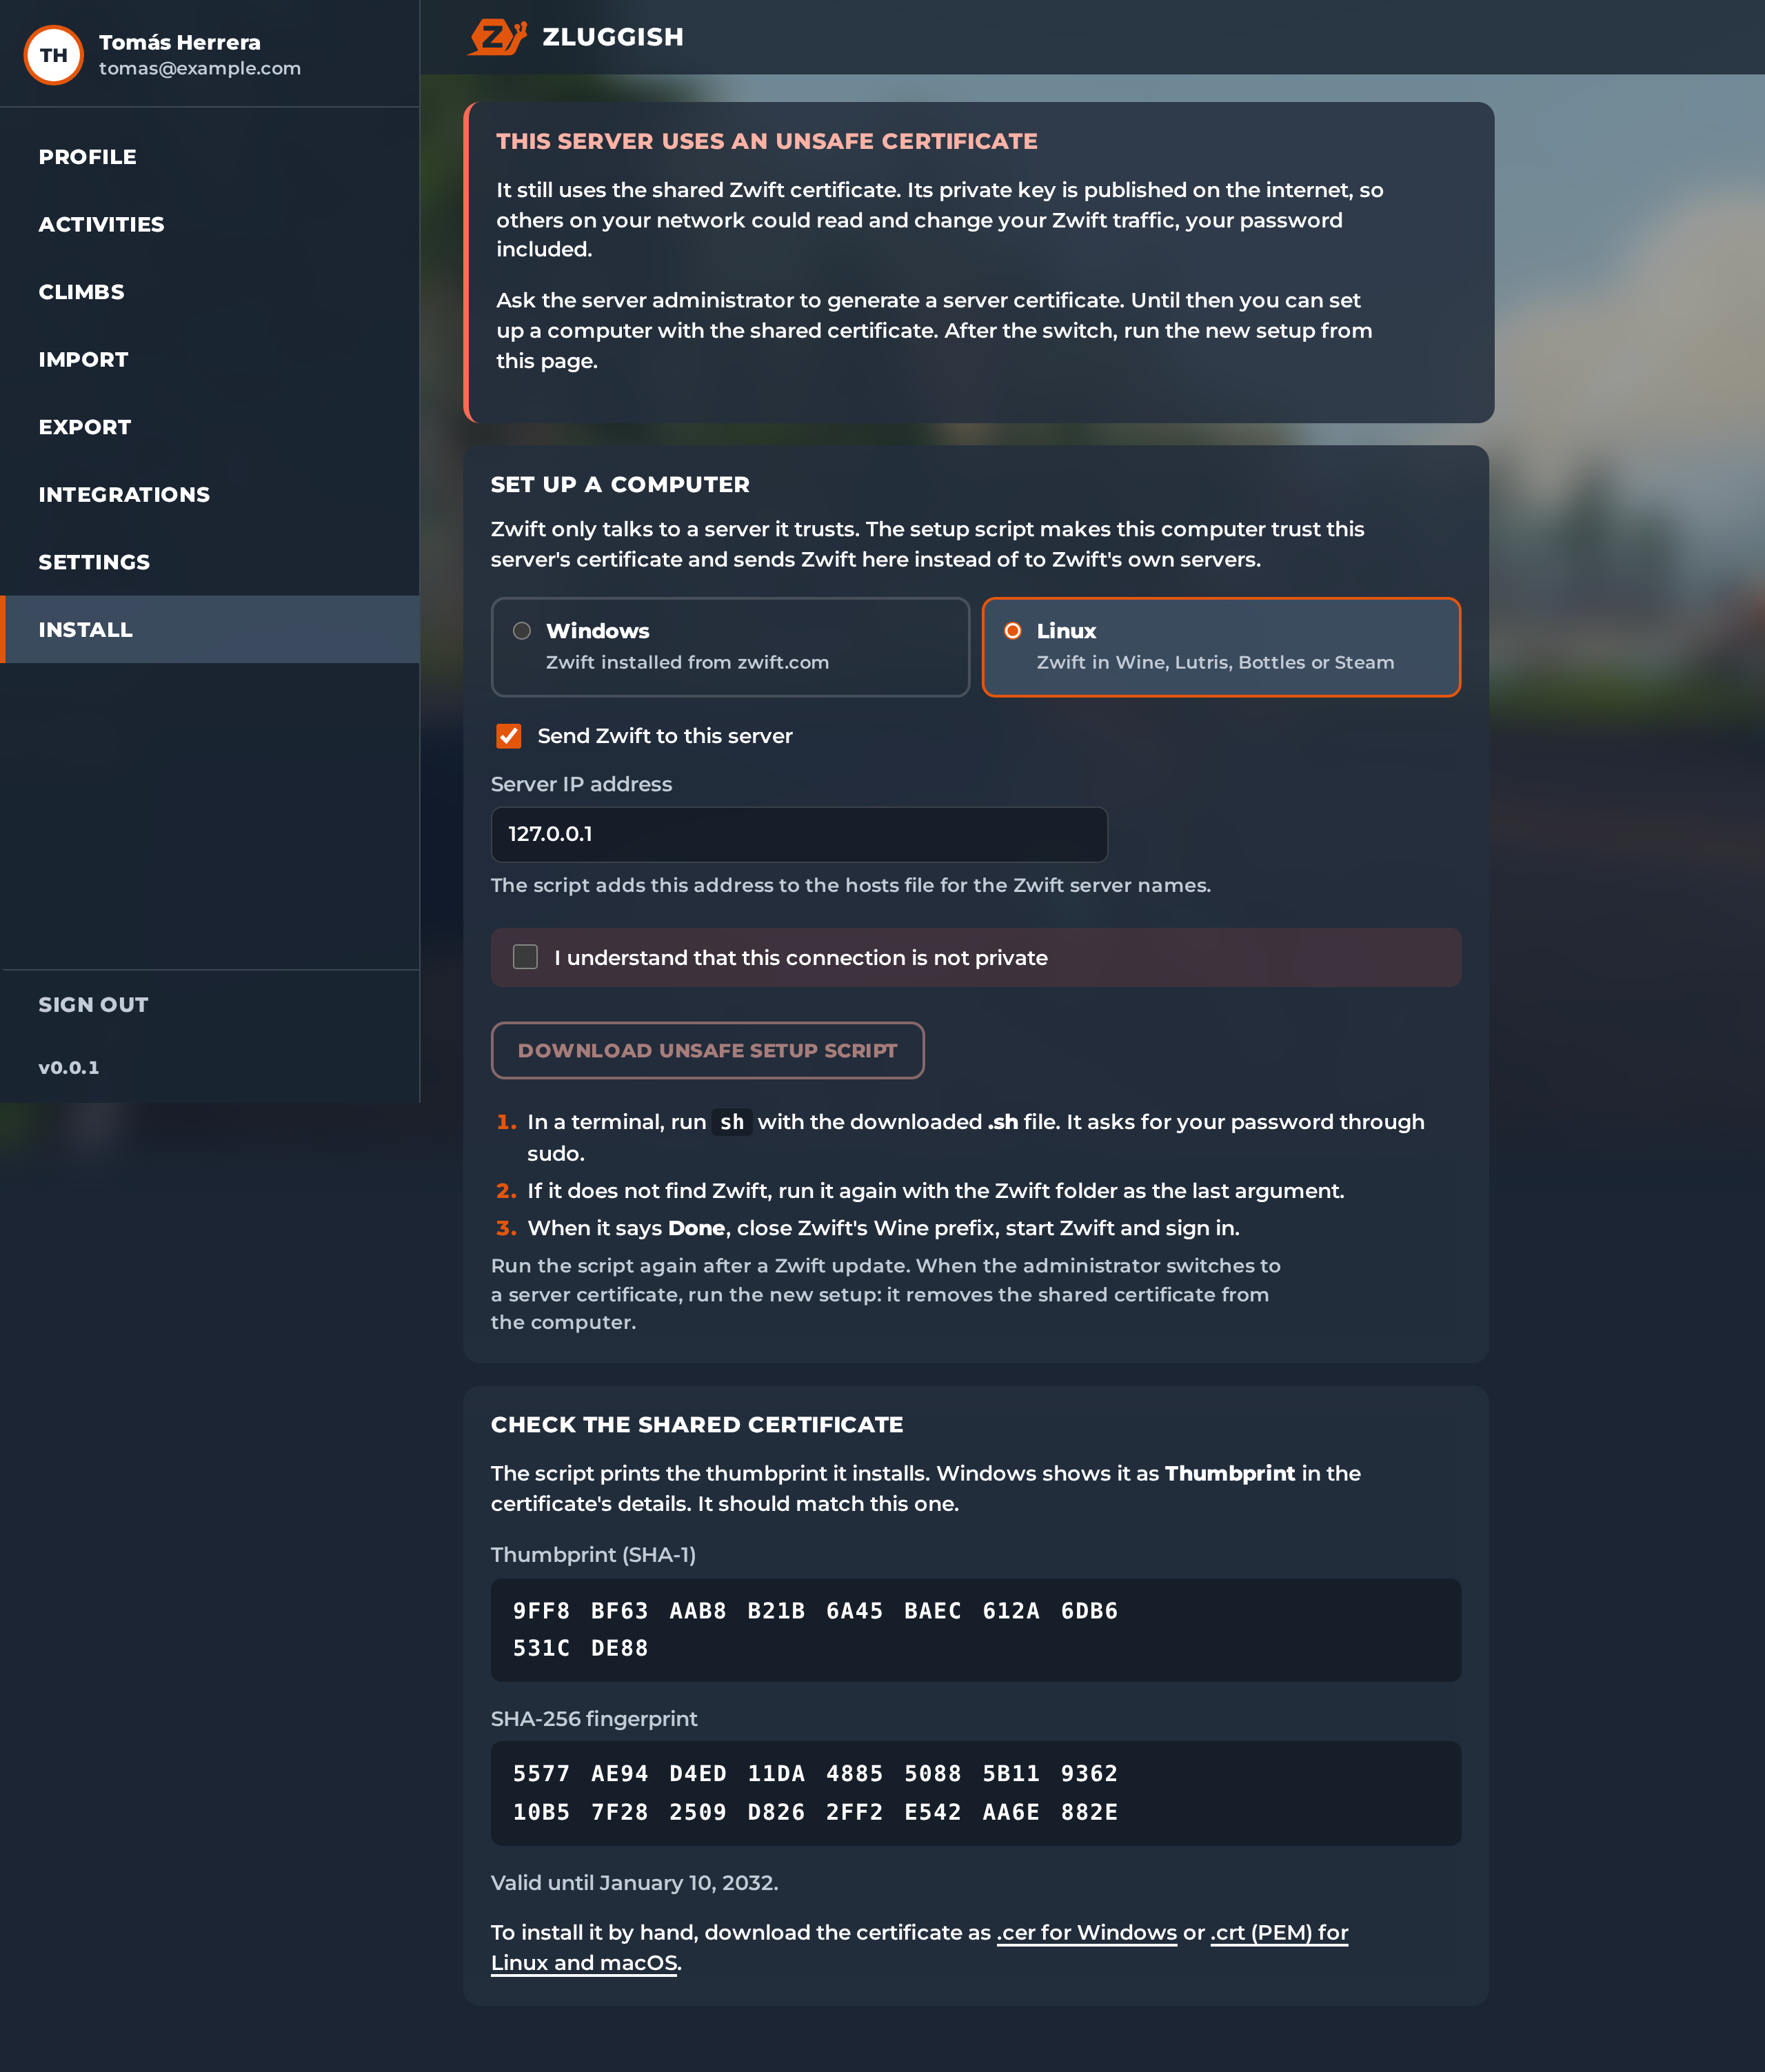 TH
Tomás Herrera
tomas@example.com
PROFILE
ACTIVITIES
CLIMBS
IMPORT
EXPORT
INTEGRATIONS
SETTINGS
INSTALL
SIGN OUT
v0.0.1
Z ZLUGGISH
THIS SERVER USES AN UNSAFE CERTIFICATE
It still uses the shared Zwift certificate. Its private key is published on the internet, so
others on your network could read and change your Zwift traffic, your password
included.
Ask the server administrator to generate a server certificate. Until then you can set
up a computer with the shared certificate. After the switch, run the new setup from
this page.
SET UP A COMPUTER
Zwift only talks to a server it trusts. The setup script makes this computer trust this
server's certificate and sends Zwift here instead of to Zwift's own servers.
Windows
Zwift installed from zwift.com
Linux
Zwift in Wine, Lutris, Bottles or Steam
Send Zwift to this server
Server IP address
127.0.0.1
The script adds this address to the hosts file for the Zwift server names.
I understand that this connection is not private
DOWNLOAD UNSAFE SETUP SCRIPT
1. In a terminal, run sh with the downloaded .sh file. It asks for your password through
sudo.
2. If it does not find Zwift, run it again with the Zwift folder as the last argument.
3. When it says Done, close Zwift's Wine prefix, start Zwift and sign in.
Run the script again after a Zwift update. When the administrator switches to
a server certificate, run the new setup: it removes the shared certificate from
the computer.
CHECK THE SHARED CERTIFICATE
The script prints the thumbprint it installs. Windows shows it as Thumbprint in the
certificate's details. It should match this one.
Thumbprint (SHA-1)
9FF8 BF63 AAB8 B21B 6A45 BAEC 612A 6DB6
531C DE88
SHA-256 fingerprint
5577 AE94 D4ED 11DA 4885 5088 5B11 9362
10B5 7F28 2509 D826 2FF2 E542 AA6E 882E
Valid until January 10, 2032.
To install it by hand, download the certificate as .cer for Windows or .crt (PEM) for
Linux and macOS.